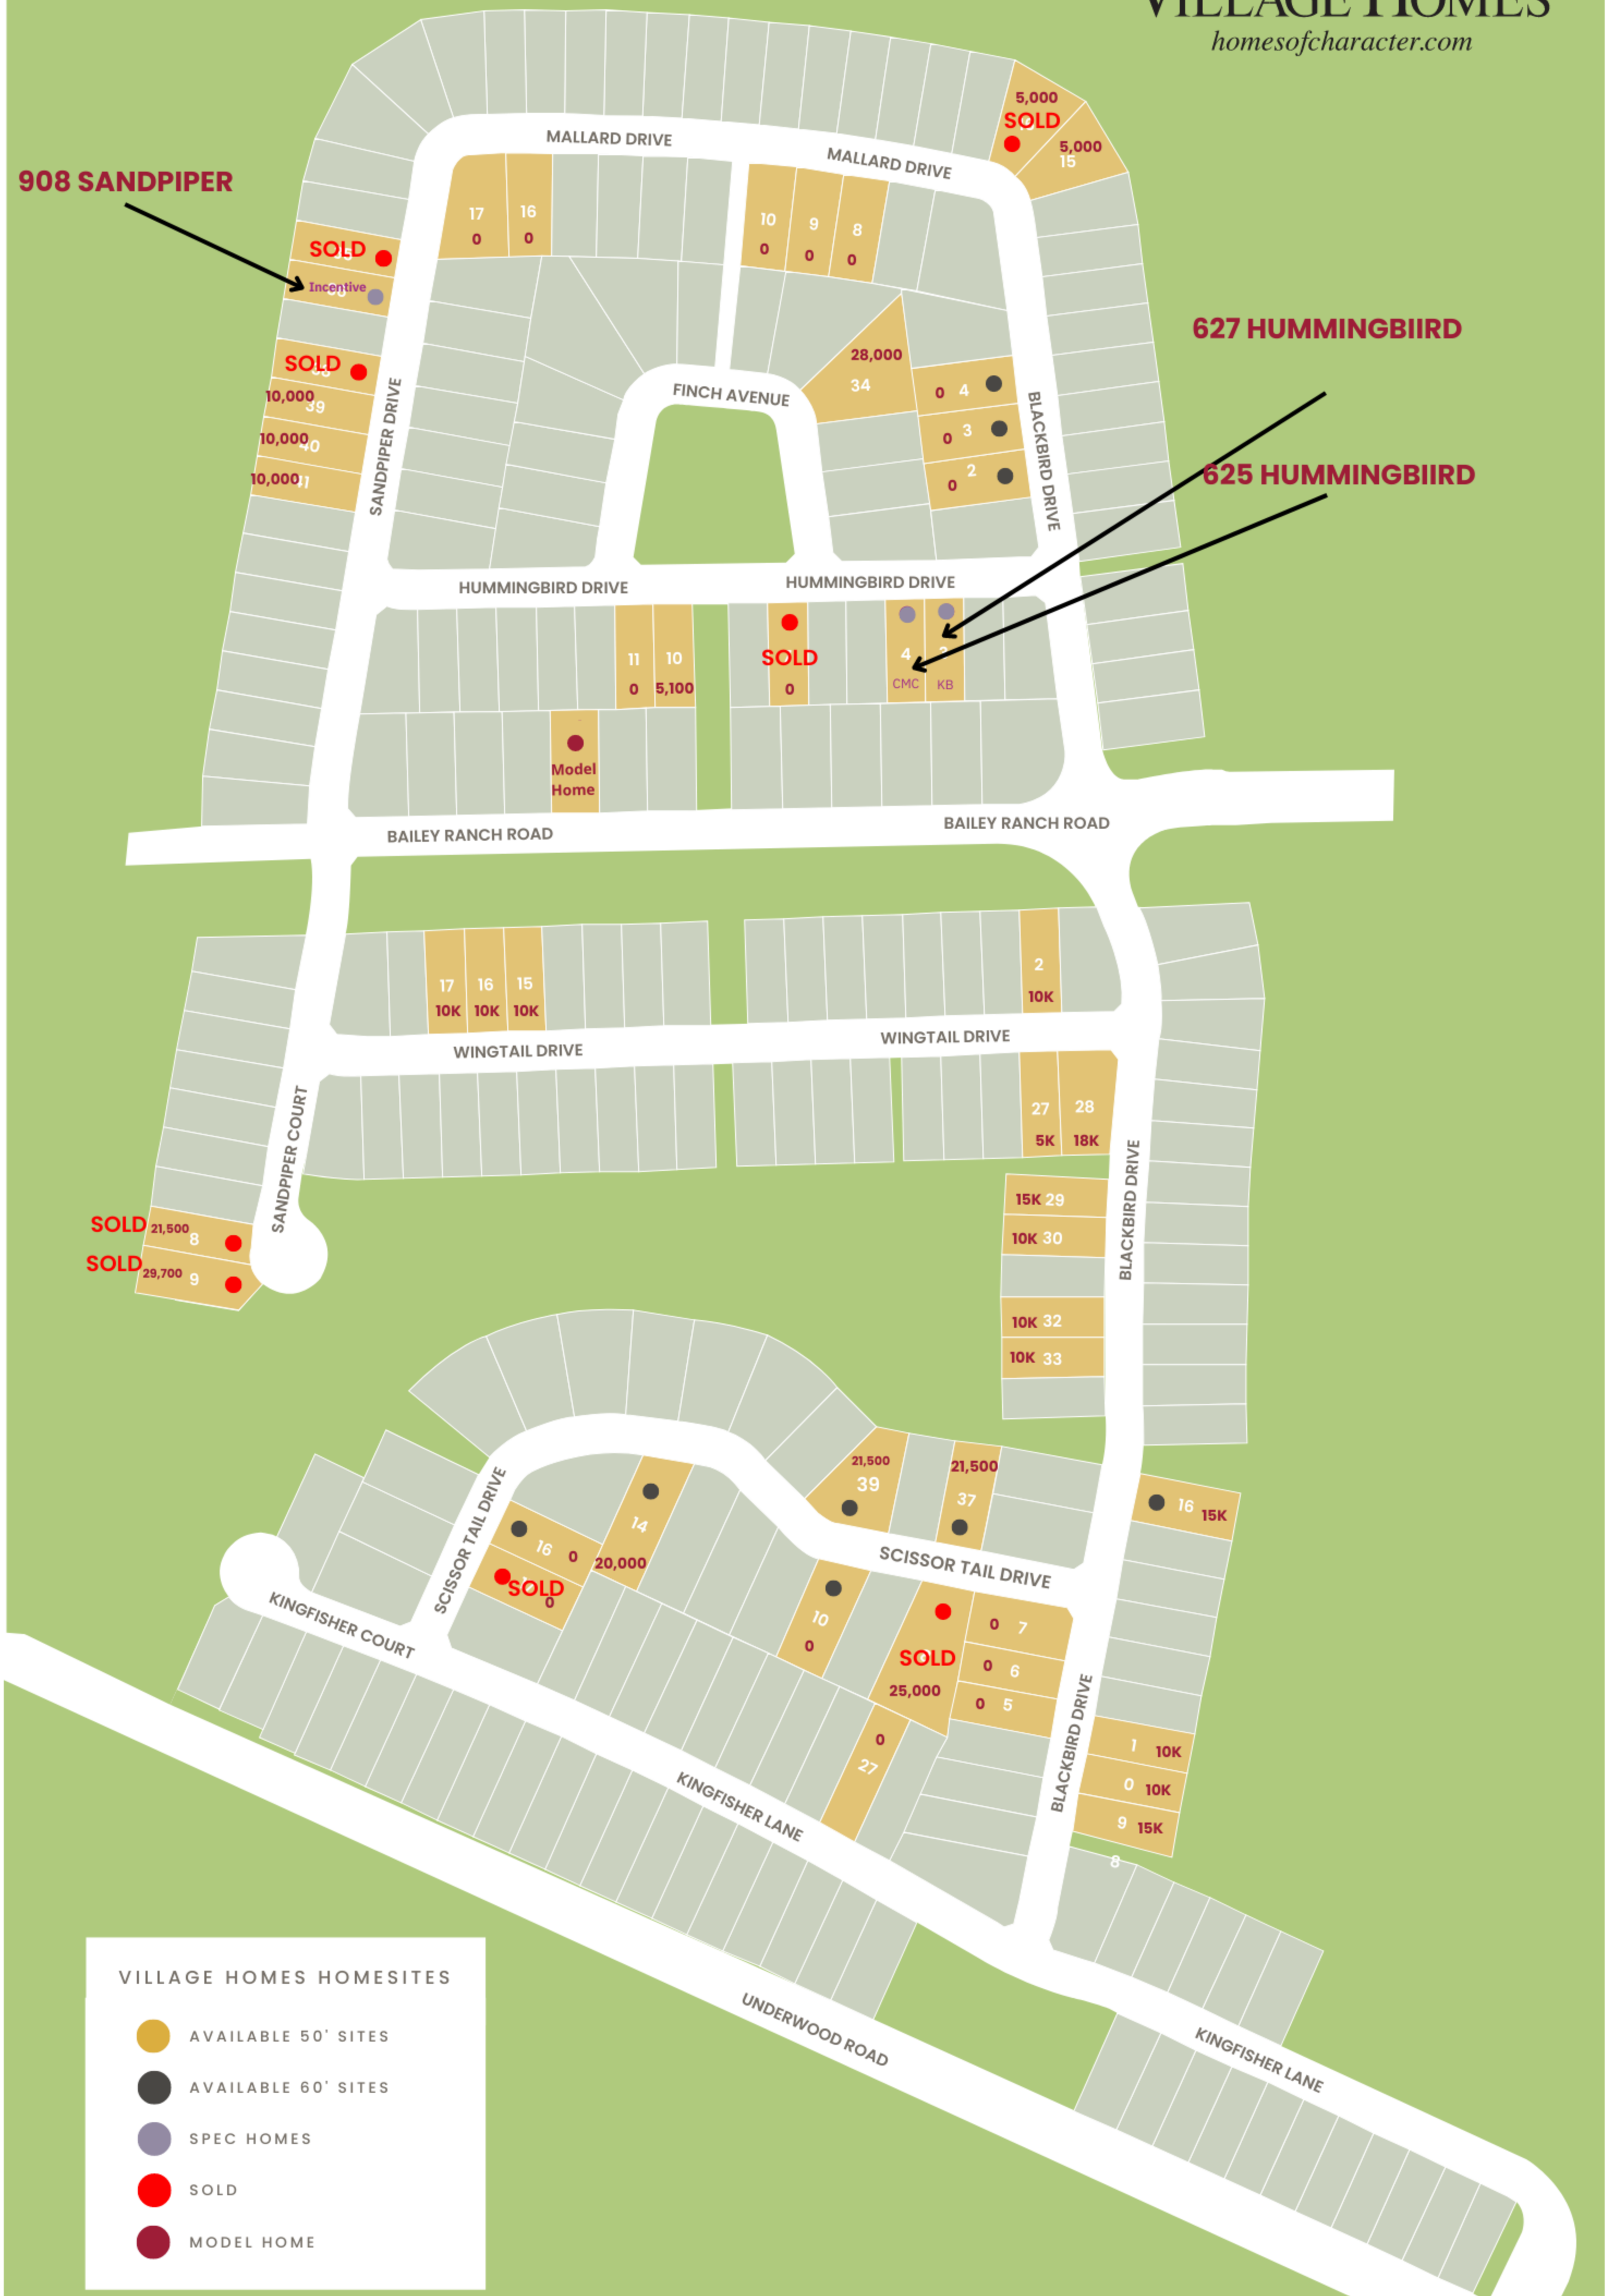 VILLAGE HOMES
homesofcharacter.com
5,000
SOLD
5,000
15
MALLARD DRIVE
MALLARD DRIVE
908 SANDPIPER
17
0
16
0
10
0
9
0
8
0
SOLD
Incentive
627 HUMMINGBIIRD
28,000
34
SOLD
FINCH AVENUE
0 4
0 3
0 2
10,000
39
10,000
40
10,000
SANDPIPER DRIVE
BLACKBIRD DRIVE
625 HUMMINGBIIRD
HUMMINGBIRD DRIVE
HUMMINGBIRD DRIVE
11
0
10
5,100
SOLD
0
4
CMC
KB
Model
Home
BAILEY RANCH ROAD
BAILEY RANCH ROAD
17
10K
16
10K
15
10K
2
10K
WINGTAIL DRIVE
WINGTAIL DRIVE
27
5K
28
18K
SANDPIPER COURT
BLACKBIRD DRIVE
15K 29
10K 30
10K 32
10K 33
SOLD 21,500 8
SOLD 29,700 9
21,500
39
21,500
37
16 15K
SCISSOR TAIL DRIVE
14
20,000
16 0
SOLD
0
SCISSOR TAIL DRIVE
10
0
SOLD
25,000
0 7
0 6
0 5
KINGFISHER COURT
0
27
BLACKBIRD DRIVE
1 10K
0 10K
9 15K
8
KINGFISHER LANE
UNDERWOOD ROAD
KINGFISHER LANE
VILLAGE HOMES HOMESITES
AVAILABLE 50' SITES
AVAILABLE 60' SITES
SPEC HOMES
SOLD
MODEL HOME